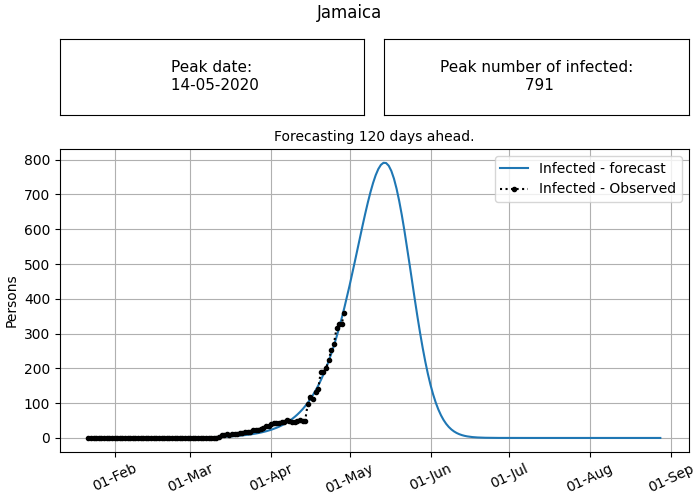 Jamaica
Peak date:
14-05-2020
Peak number of infected:
791
Forecasting 120 days ahead.
Infected - forecast
Infected - Observed
Persons
800
700
600
500
400
300
200
100
0
01-Feb
01-Mar
01-Apr
01-May
01-Jun
01-Jul
01-Aug
01-Sep